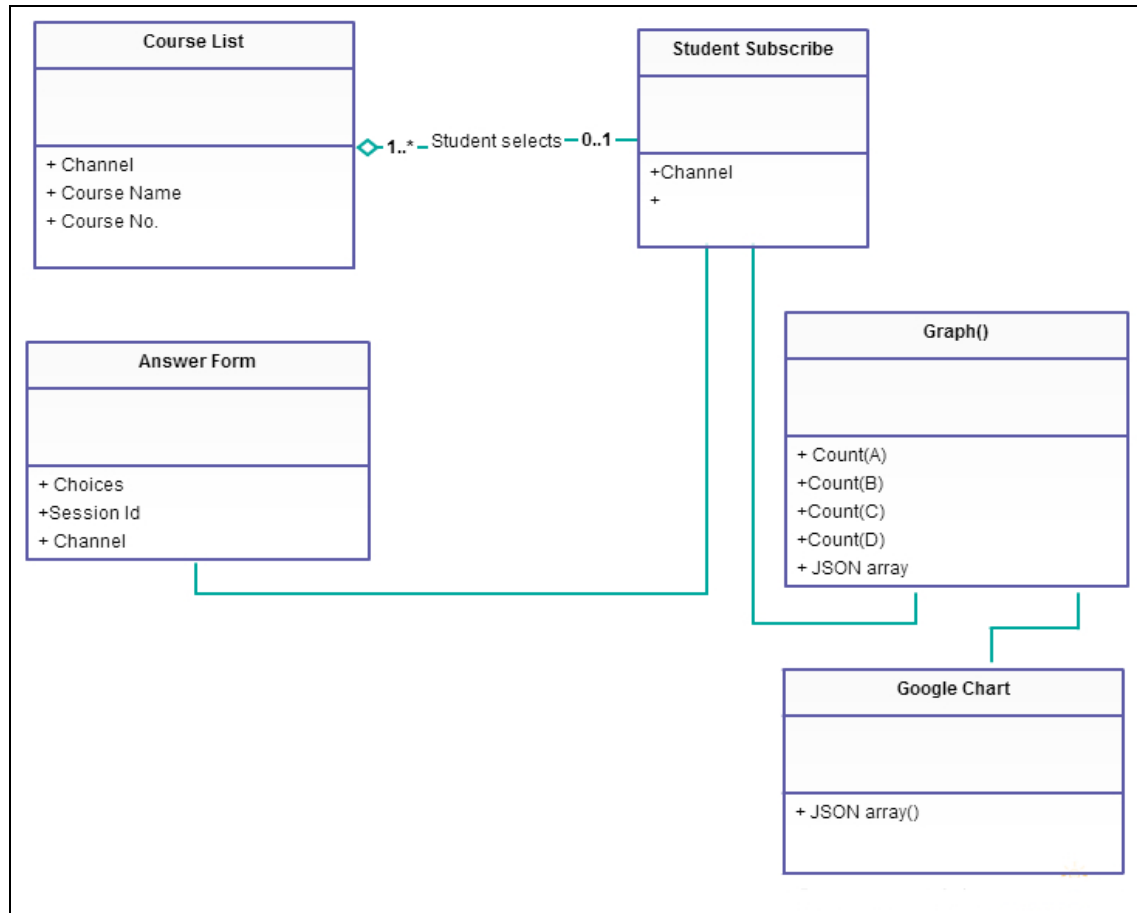 Course List
+ Channel
+ Course Name
+ Course No.
1..* Student selects 0..1
Student Subscribe
+Channel
+
Answer Form
+ Choices
+Session Id
+ Channel
Graph()
+ Count(A)
+Count(B)
+Count(C)
+Count(D)
+ JSON array
Google Chart
+ JSON array()